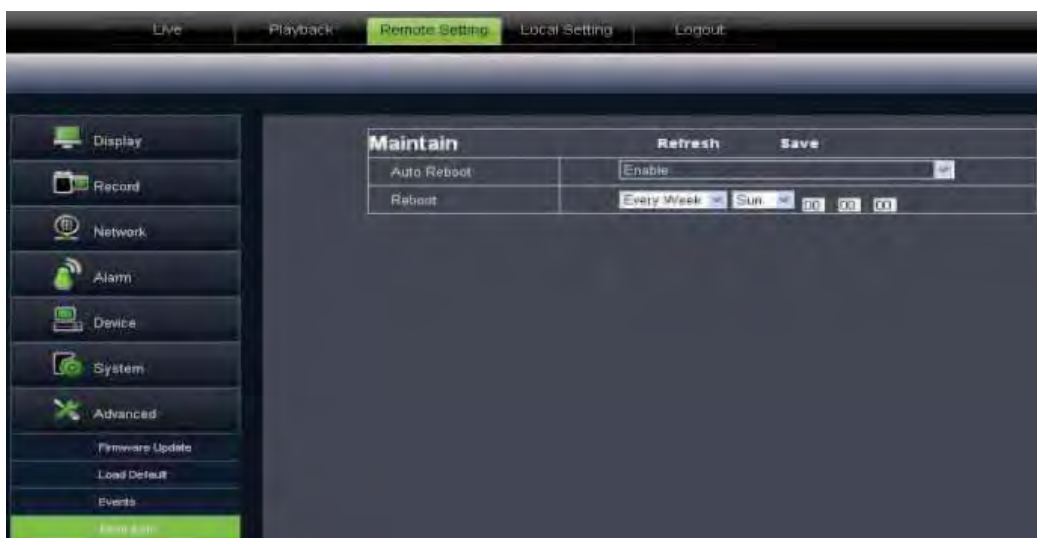 Live Playback Remote Setting Local Setting Logout
Display
Record
Network
Alarm
Device
System
Advanced
Firmware Update
Load Default
Events
Maintain Refresh Save
Auto Reboot Enable
Reboot Every Week Sun 00 00 00